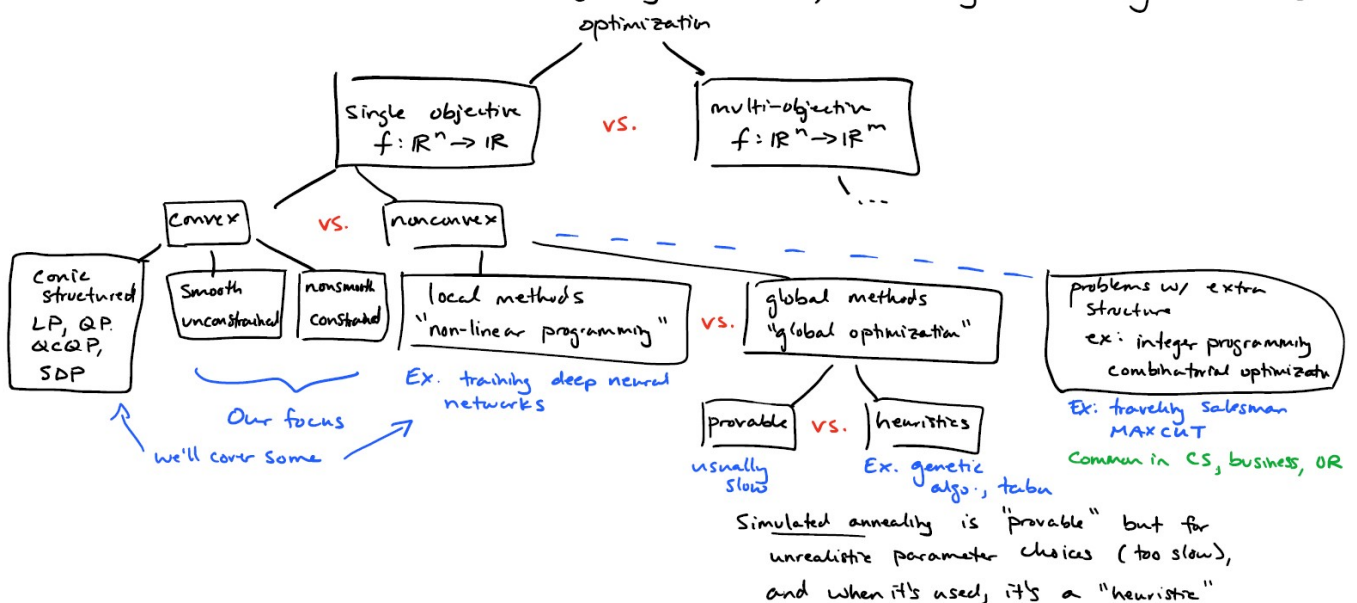 optimization
single objective
f : ℝⁿ → ℝ
vs.
multi-objective
f : ℝⁿ → ℝᵐ
...
convex
vs.
nonconvex
conic
structured
LP, QP.
QCQP,
SDP
smooth
unconstrained
nonsmooth
constrained
local methods
"non-linear programming"
vs.
global methods
"global optimization"
problems w/ extra
structure
ex: integer programming
combinatorial optimizatn
Our focus
we'll cover some
Ex. training deep neural
networks
provable
vs.
heuristics
usually
slow
Ex. genetic
algo., tabu
Ex: traveling salesman
MAXCUT
Common in CS, business, OR
Simulated annealing is "provable" but for
unrealistic parameter choices (too slow),
and when it's used, it's a "heuristic"